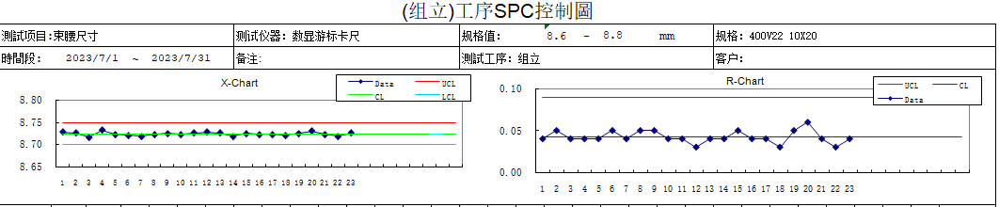 (组立)工序SPC控制圖
測試项目:束腰尺寸 测试仪器: 数显游标卡尺 规格值: 8.6 － 8.8 mm 规格: 400V22 10X20
時間段: 2023/7/1 ～ 2023/7/31 备注: 測試工序: 组立 客户:
X-Chart
Data UCL
CL LCL
8.80
8.75
8.70
8.65
1 2 3 4 5 6 7 8 9 10 11 12 13 14 15 16 17 18 19 20 21 22 23
R-Chart
UCL CL
Data
0.10
0.05
0.00
1 2 3 4 5 6 7 8 9 10 11 12 13 14 15 16 17 18 19 20 21 22 23